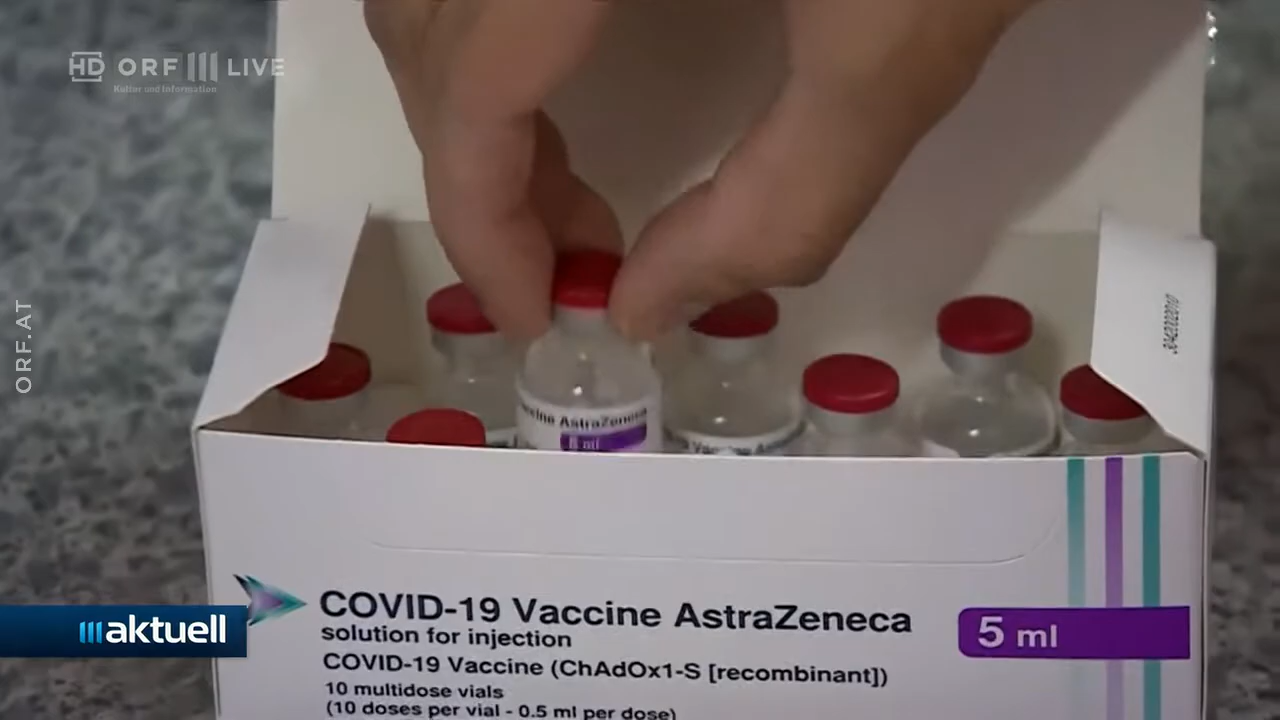 HD ORF III LIVE
Kultur und Information
ORF.AT
AstraZeneca
5 ml
COVID-19 Vaccine AstraZeneca
solution for injection
5 ml
COVID-19 Vaccine (ChAdOx1-S [recombinant])
10 multidose vials
(10 doses per vial - 0.5 ml per dose)
III aktuell